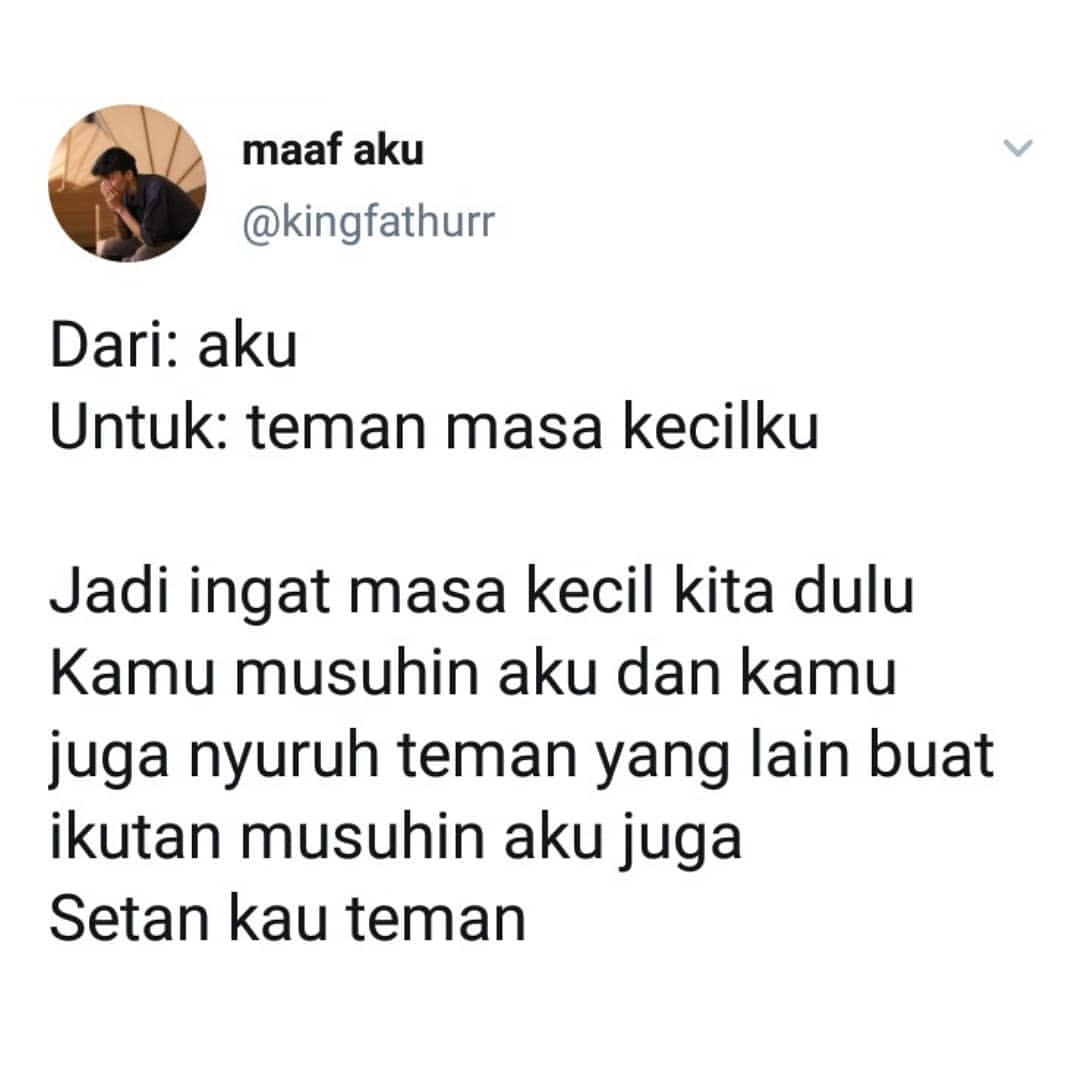 maaf aku
@kingfathurr
Dari: aku
Untuk: teman masa kecilku
Jadi ingat masa kecil kita dulu
Kamu musuhin aku dan kamu
juga nyuruh teman yang lain buat
ikutan musuhin aku juga
Setan kau teman